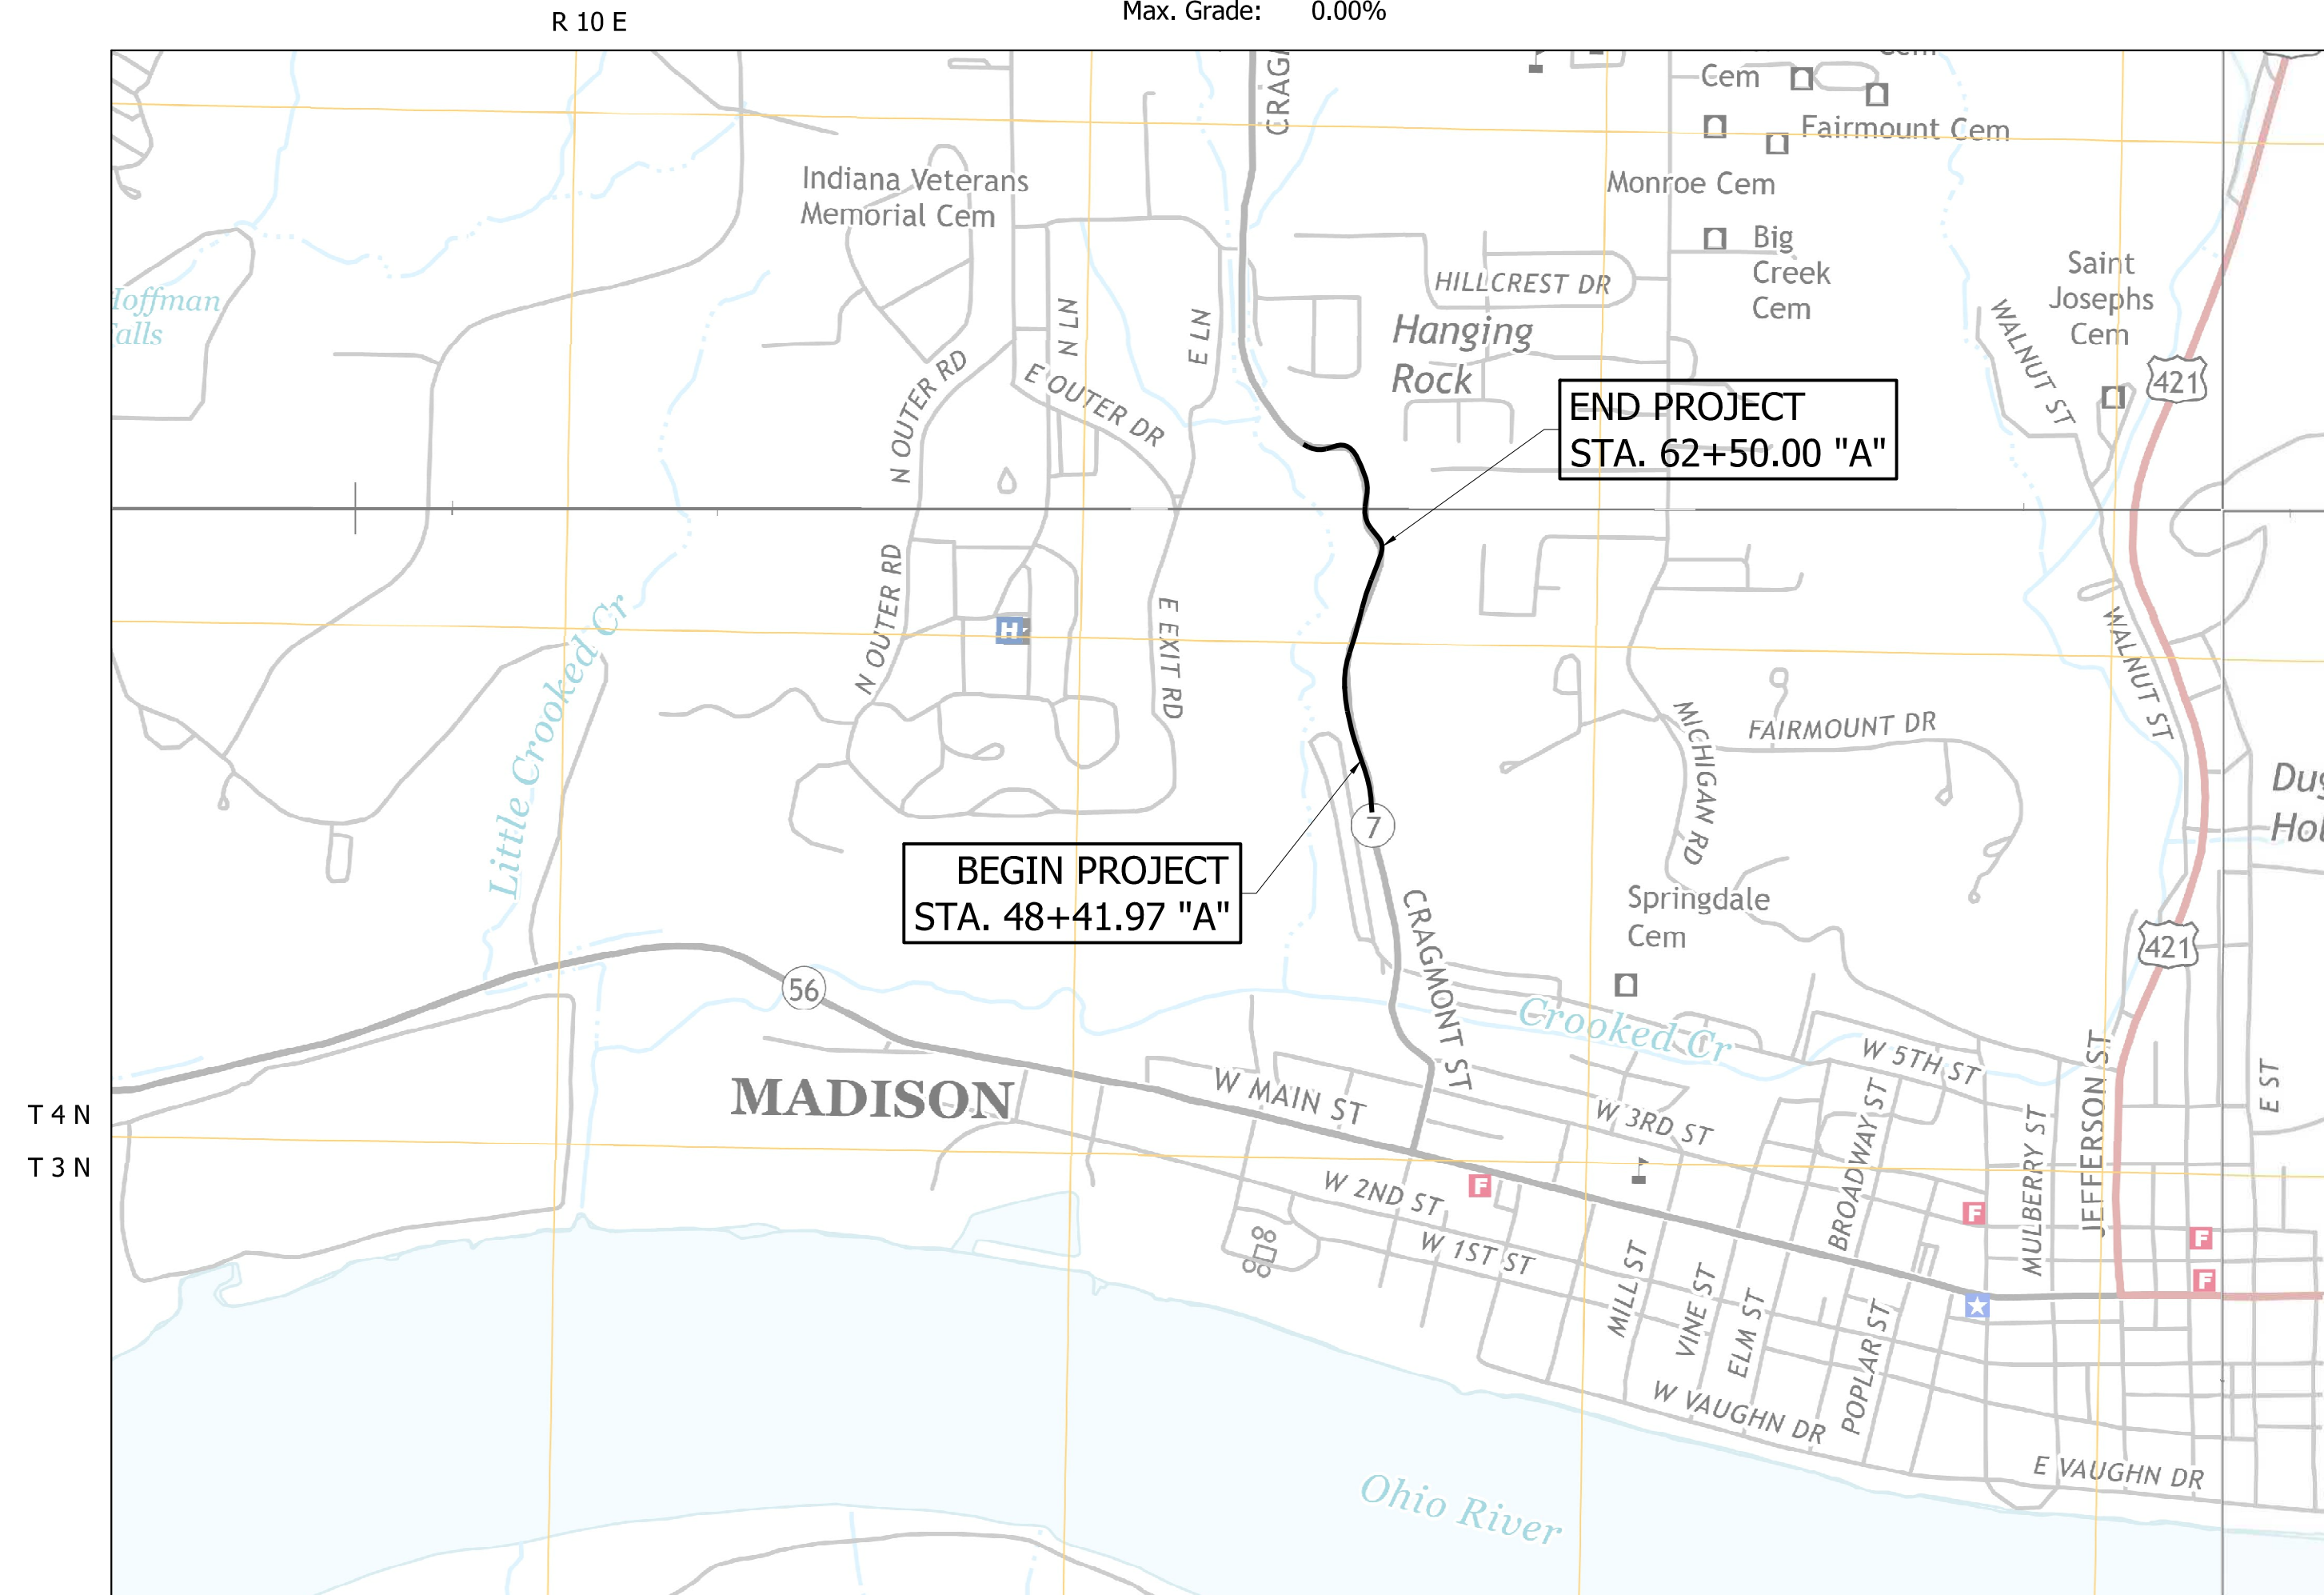 R 10 E
Max. Grade: 0.00%
Cem
Fairmount Cem
Indiana Veterans
Memorial Cem
Monroe Cem
Big
Creek
Cem
Saint
Josephs
Cem
HILLCREST DR
Hanging
Rock
N LN
E LN
WALNUT ST
421
N OUTER RD
E OUTER DR
END PROJECT
STA. 62+50.00 "A"
N OUTER RD
H
E EXIT RD
Little Crooked Cr
WALNUT ST
MICHIGAN RD
FAIRMOUNT DR
7
BEGIN PROJECT
STA. 48+41.97 "A"
CRAGMONT ST
Springdale
Cem
421
56
Crooked Cr
W 5TH ST
MADISON
W MAIN ST
W 3RD ST
BROADWAY ST
MULBERRY ST
JEFFERSON ST
E ST
T 4 N
T 3 N
W 2ND ST
F
F
F
F
W 1ST ST
MILL ST
VINE ST
ELM ST
POPLAR ST
W VAUGHN DR
E VAUGHN DR
Ohio River